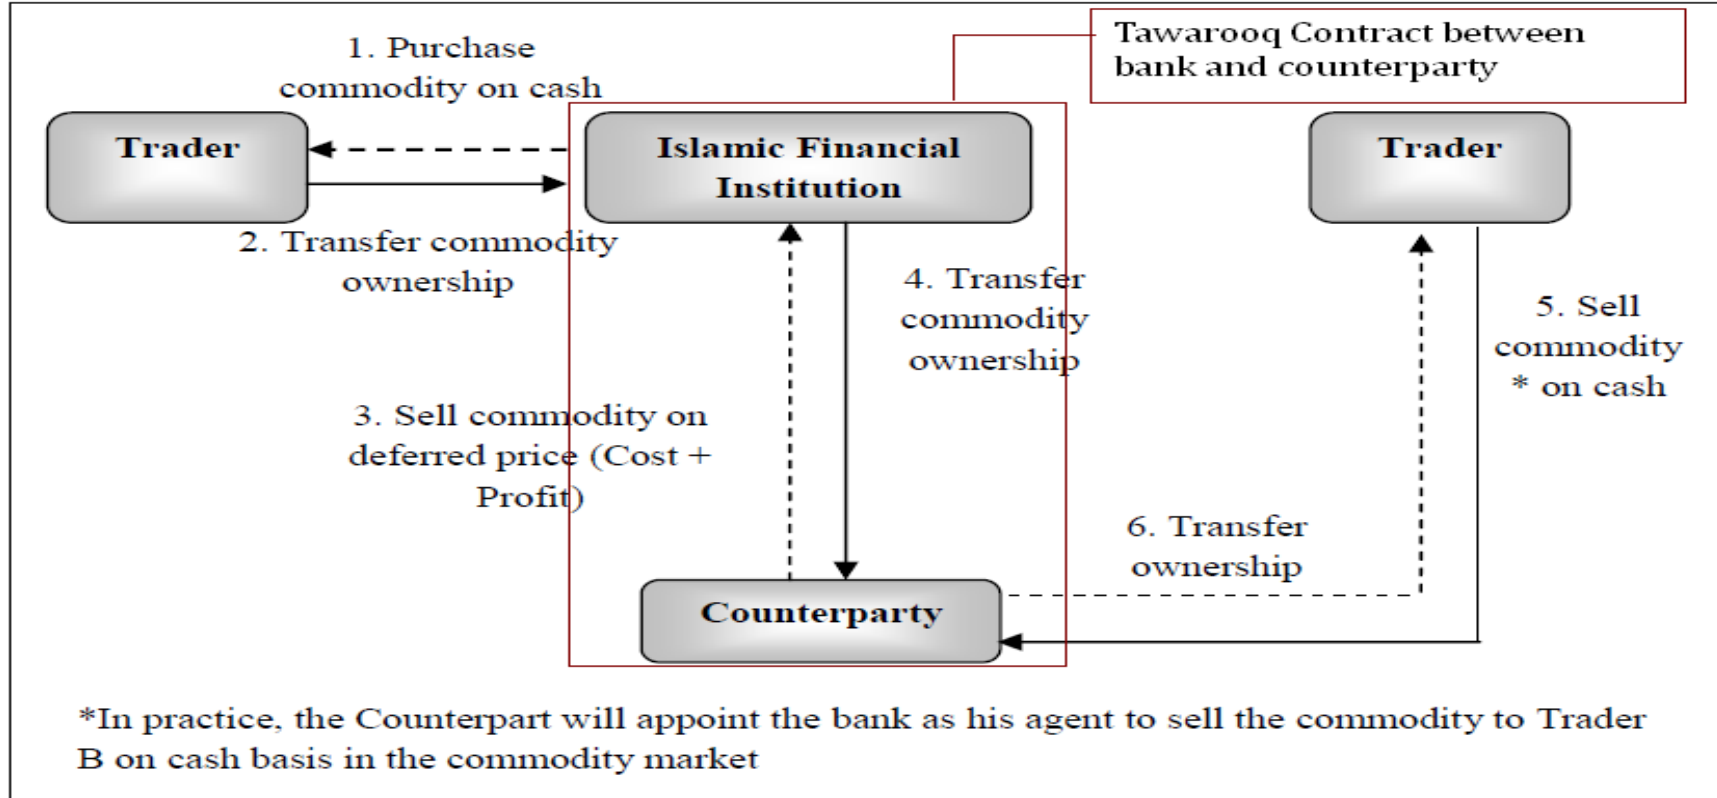 1. Purchase
commodity on cash
Tawarooq Contract between
bank and counterparty
Trader
Islamic Financial
Institution
Trader
2. Transfer commodity
ownership
4. Transfer
commodity
ownership
5. Sell
commodity
* on cash
3. Sell commodity on
deferred price (Cost +
Profit)
6. Transfer
ownership
Counterparty
*In practice, the Counterpart will appoint the bank as his agent to sell the commodity to Trader
B on cash basis in the commodity market